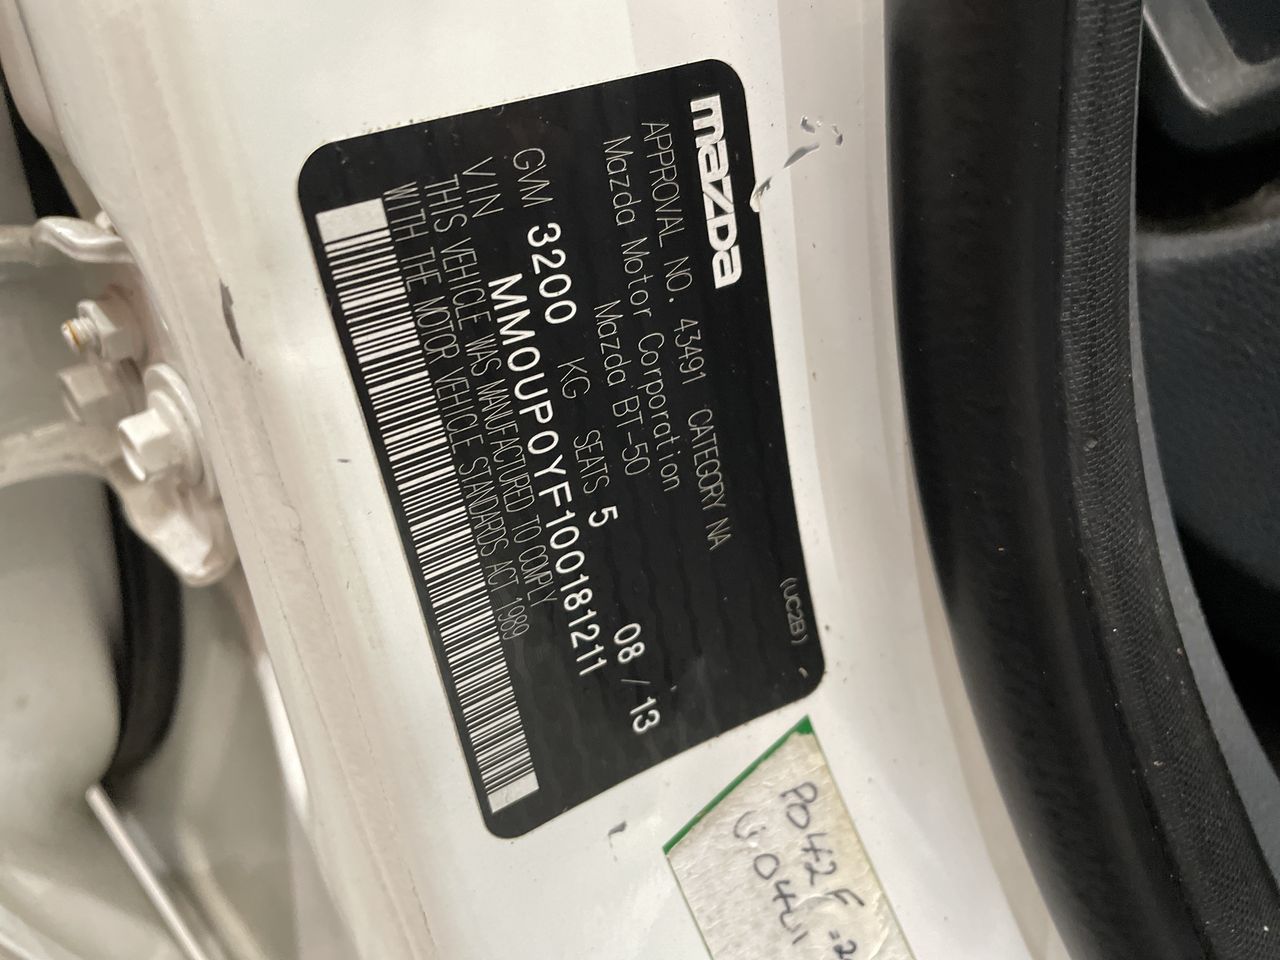 mazda
(UC2B)
APPROVAL NO. 43491 CATEGORY NA
Mazda Motor Corporation
Mazda BT-50
08 / 13
GVM 3200 KG SEATS 5
VIN MM0UP0YF100181211
THIS VEHICLE WAS MANUFACTURED TO COMPLY
WITH THE MOTOR VEHICLE STANDARDS ACT 1989
P042F